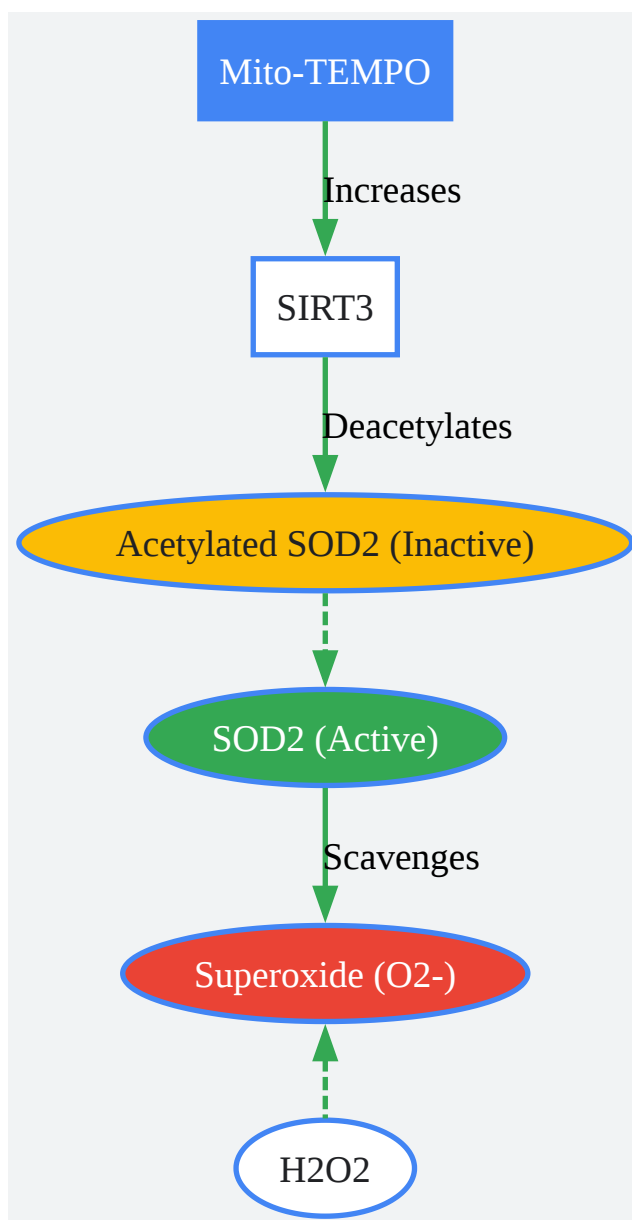 Mito-TEMPO
Increases
SIRT3
Deacetylates
Acetylated SOD2 (Inactive)
SOD2 (Active)
Scavenges
Superoxide (O2-)
H2O2